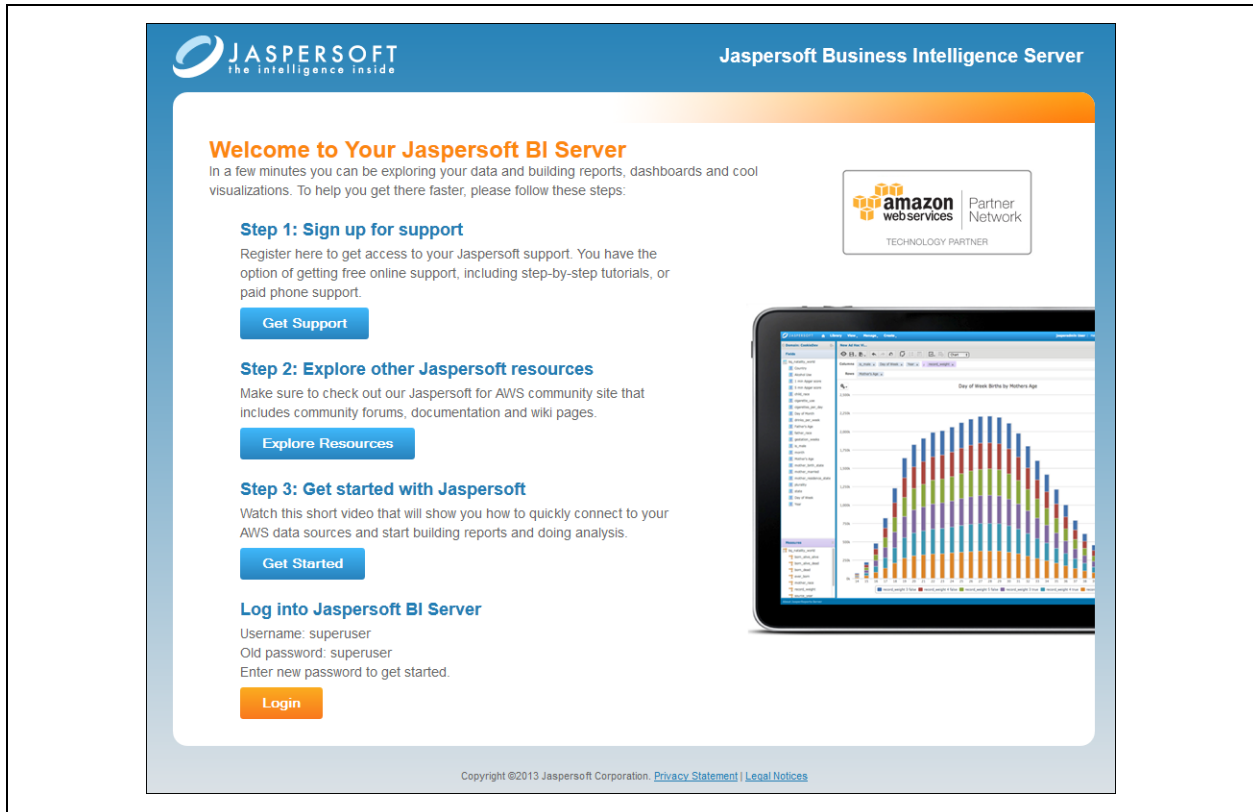 JASPERSOFT
the intelligence inside
Jaspersoft Business Intelligence Server
Welcome to Your Jaspersoft BI Server
In a few minutes you can be exploring your data and building reports, dashboards and cool
visualizations. To help you get there faster, please follow these steps:
amazon
webservices
Partner
Network
TECHNOLOGY PARTNER
Step 1: Sign up for support
Register here to get access to your Jaspersoft support. You have the
option of getting free online support, including step-by-step tutorials, or
paid phone support.
Get Support
Step 2: Explore other Jaspersoft resources
Make sure to check out our Jaspersoft for AWS community site that
includes community forums, documentation and wiki pages.
Explore Resources
Step 3: Get started with Jaspersoft
Watch this short video that will show you how to quickly connect to your
AWS data sources and start building reports and doing analysis.
Get Started
Log into Jaspersoft BI Server
Username: superuser
Old password: superuser
Enter new password to get started.
Login
Day of Week Births by Mothers Age
Copyright ©2013 Jaspersoft Corporation. Privacy Statement | Legal Notices